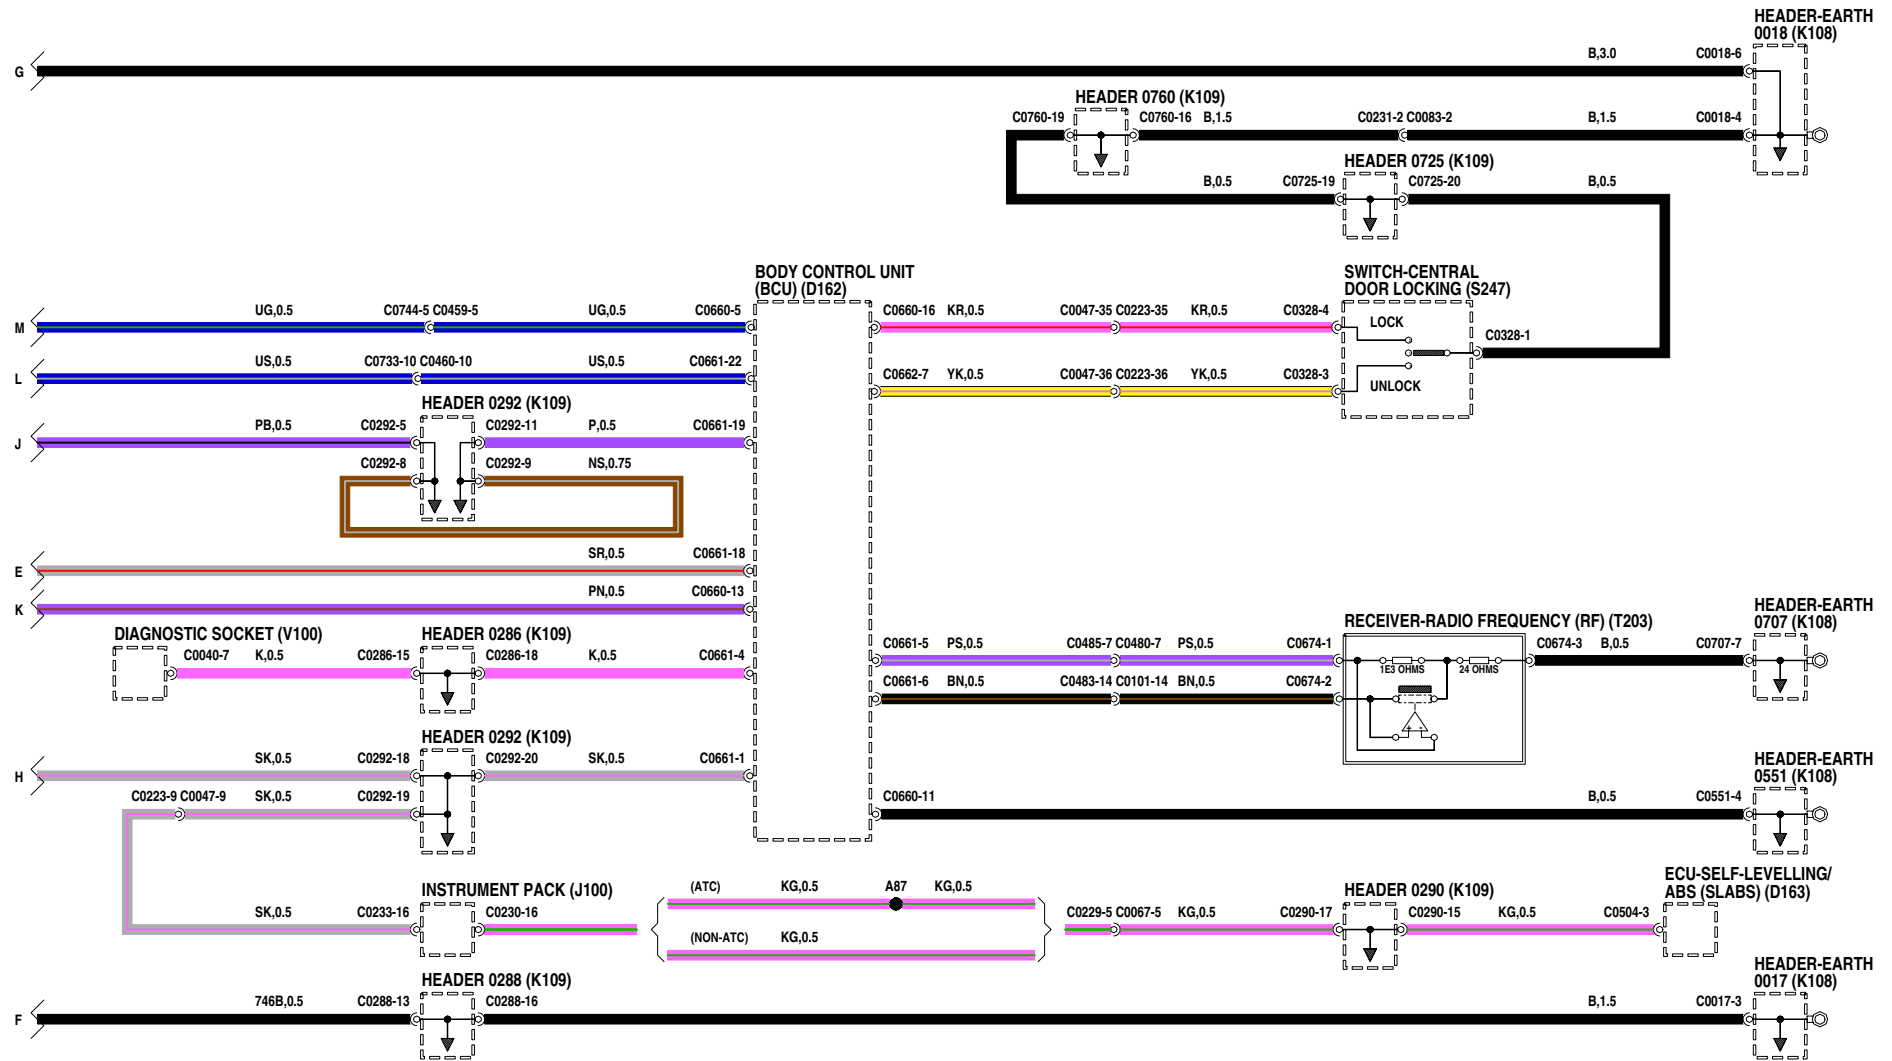 HEADER-EARTH
0018 (K108)
B,3.0
C0018-6
G
HEADER 0760 (K109)
C0760-19
C0760-16
B,1.5
C0231-2 C0083-2
B,1.5
C0018-4
HEADER 0725 (K109)
B,0.5
C0725-19
C0725-20
B,0.5
BODY CONTROL UNIT
(BCU) (D162)
SWITCH-CENTRAL
DOOR LOCKING (S247)
UG,0.5
C0744-5 C0459-5
UG,0.5
C0660-5
C0660-16
KR,0.5
C0047-35 C0223-35
KR,0.5
C0328-4
LOCK
M
C0328-1
US,0.5
C0733-10 C0460-10
US,0.5
C0661-22
C0662-7
YK,0.5
C0047-36 C0223-36
YK,0.5
C0328-3
L
UNLOCK
HEADER 0292 (K109)
PB,0.5
C0292-5
C0292-11
P,0.5
C0661-19
J
C0292-8
C0292-9
NS,0.75
SR,0.5
C0661-18
E
PN,0.5
C0660-13
K
DIAGNOSTIC SOCKET (V100)
HEADER 0286 (K109)
RECEIVER-RADIO FREQUENCY (RF) (T203)
HEADER-EARTH
0707 (K108)
C0040-7
K,0.5
C0286-15
C0286-18
K,0.5
C0661-4
C0661-5
PS,0.5
C0485-7 C0480-7
PS,0.5
C0674-1
C0674-3
B,0.5
C0707-7
1E3 OHMS
24 OHMS
C0661-6
BN,0.5
C0483-14 C0101-14
BN,0.5
C0674-2
+
-
HEADER 0292 (K109)
SK,0.5
C0292-18
C0292-20
SK,0.5
C0661-1
HEADER-EARTH
0551 (K108)
H
C0223-9 C0047-9
SK,0.5
C0292-19
C0660-11
B,0.5
C0551-4
INSTRUMENT PACK (J100)
(ATC)
KG,0.5
A87
KG,0.5
HEADER 0290 (K109)
ECU-SELF-LEVELLING/
ABS (SLABS) (D163)
SK,0.5
C0233-16
C0230-16
(NON-ATC)
KG,0.5
C0229-5 C0067-5
KG,0.5
C0290-17
C0290-15
KG,0.5
C0504-3
HEADER 0288 (K109)
HEADER-EARTH
0017 (K108)
746B,0.5
C0288-13
C0288-16
B,1.5
C0017-3
F